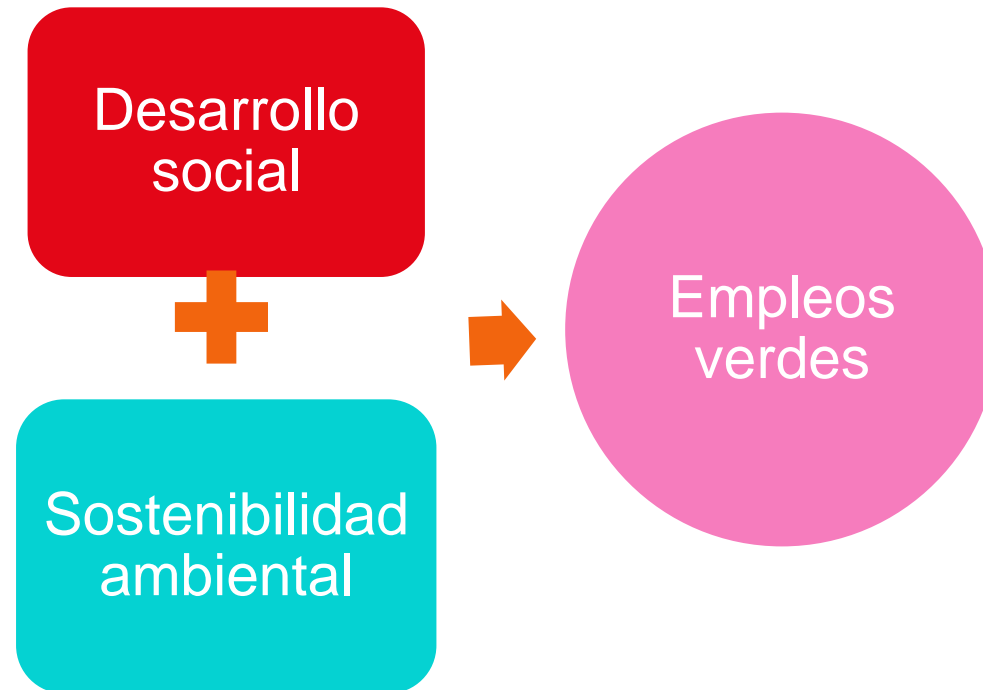 Desarrollo
social
Sostenibilidad
ambiental
Empleos
verdes